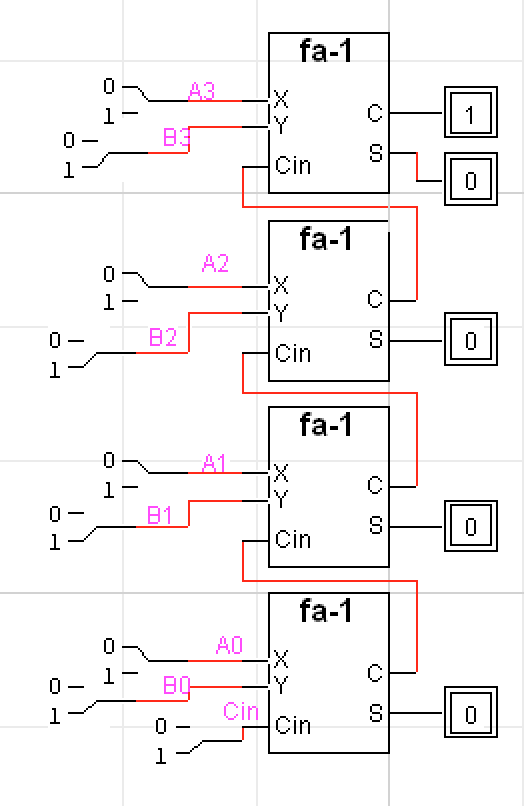 fa-1
0 A3 X
1 C 1
0 B3 Y
1 Cin S 0
fa-1
0 A2 X
1 C
0 B2 Y
1 Cin S 0
fa-1
0 A1 X
1 C
0 B1 Y
1 Cin S 0
fa-1
0 A0 X
1 C
0 B0 Y
1 Cin S 0
0 Cin
1